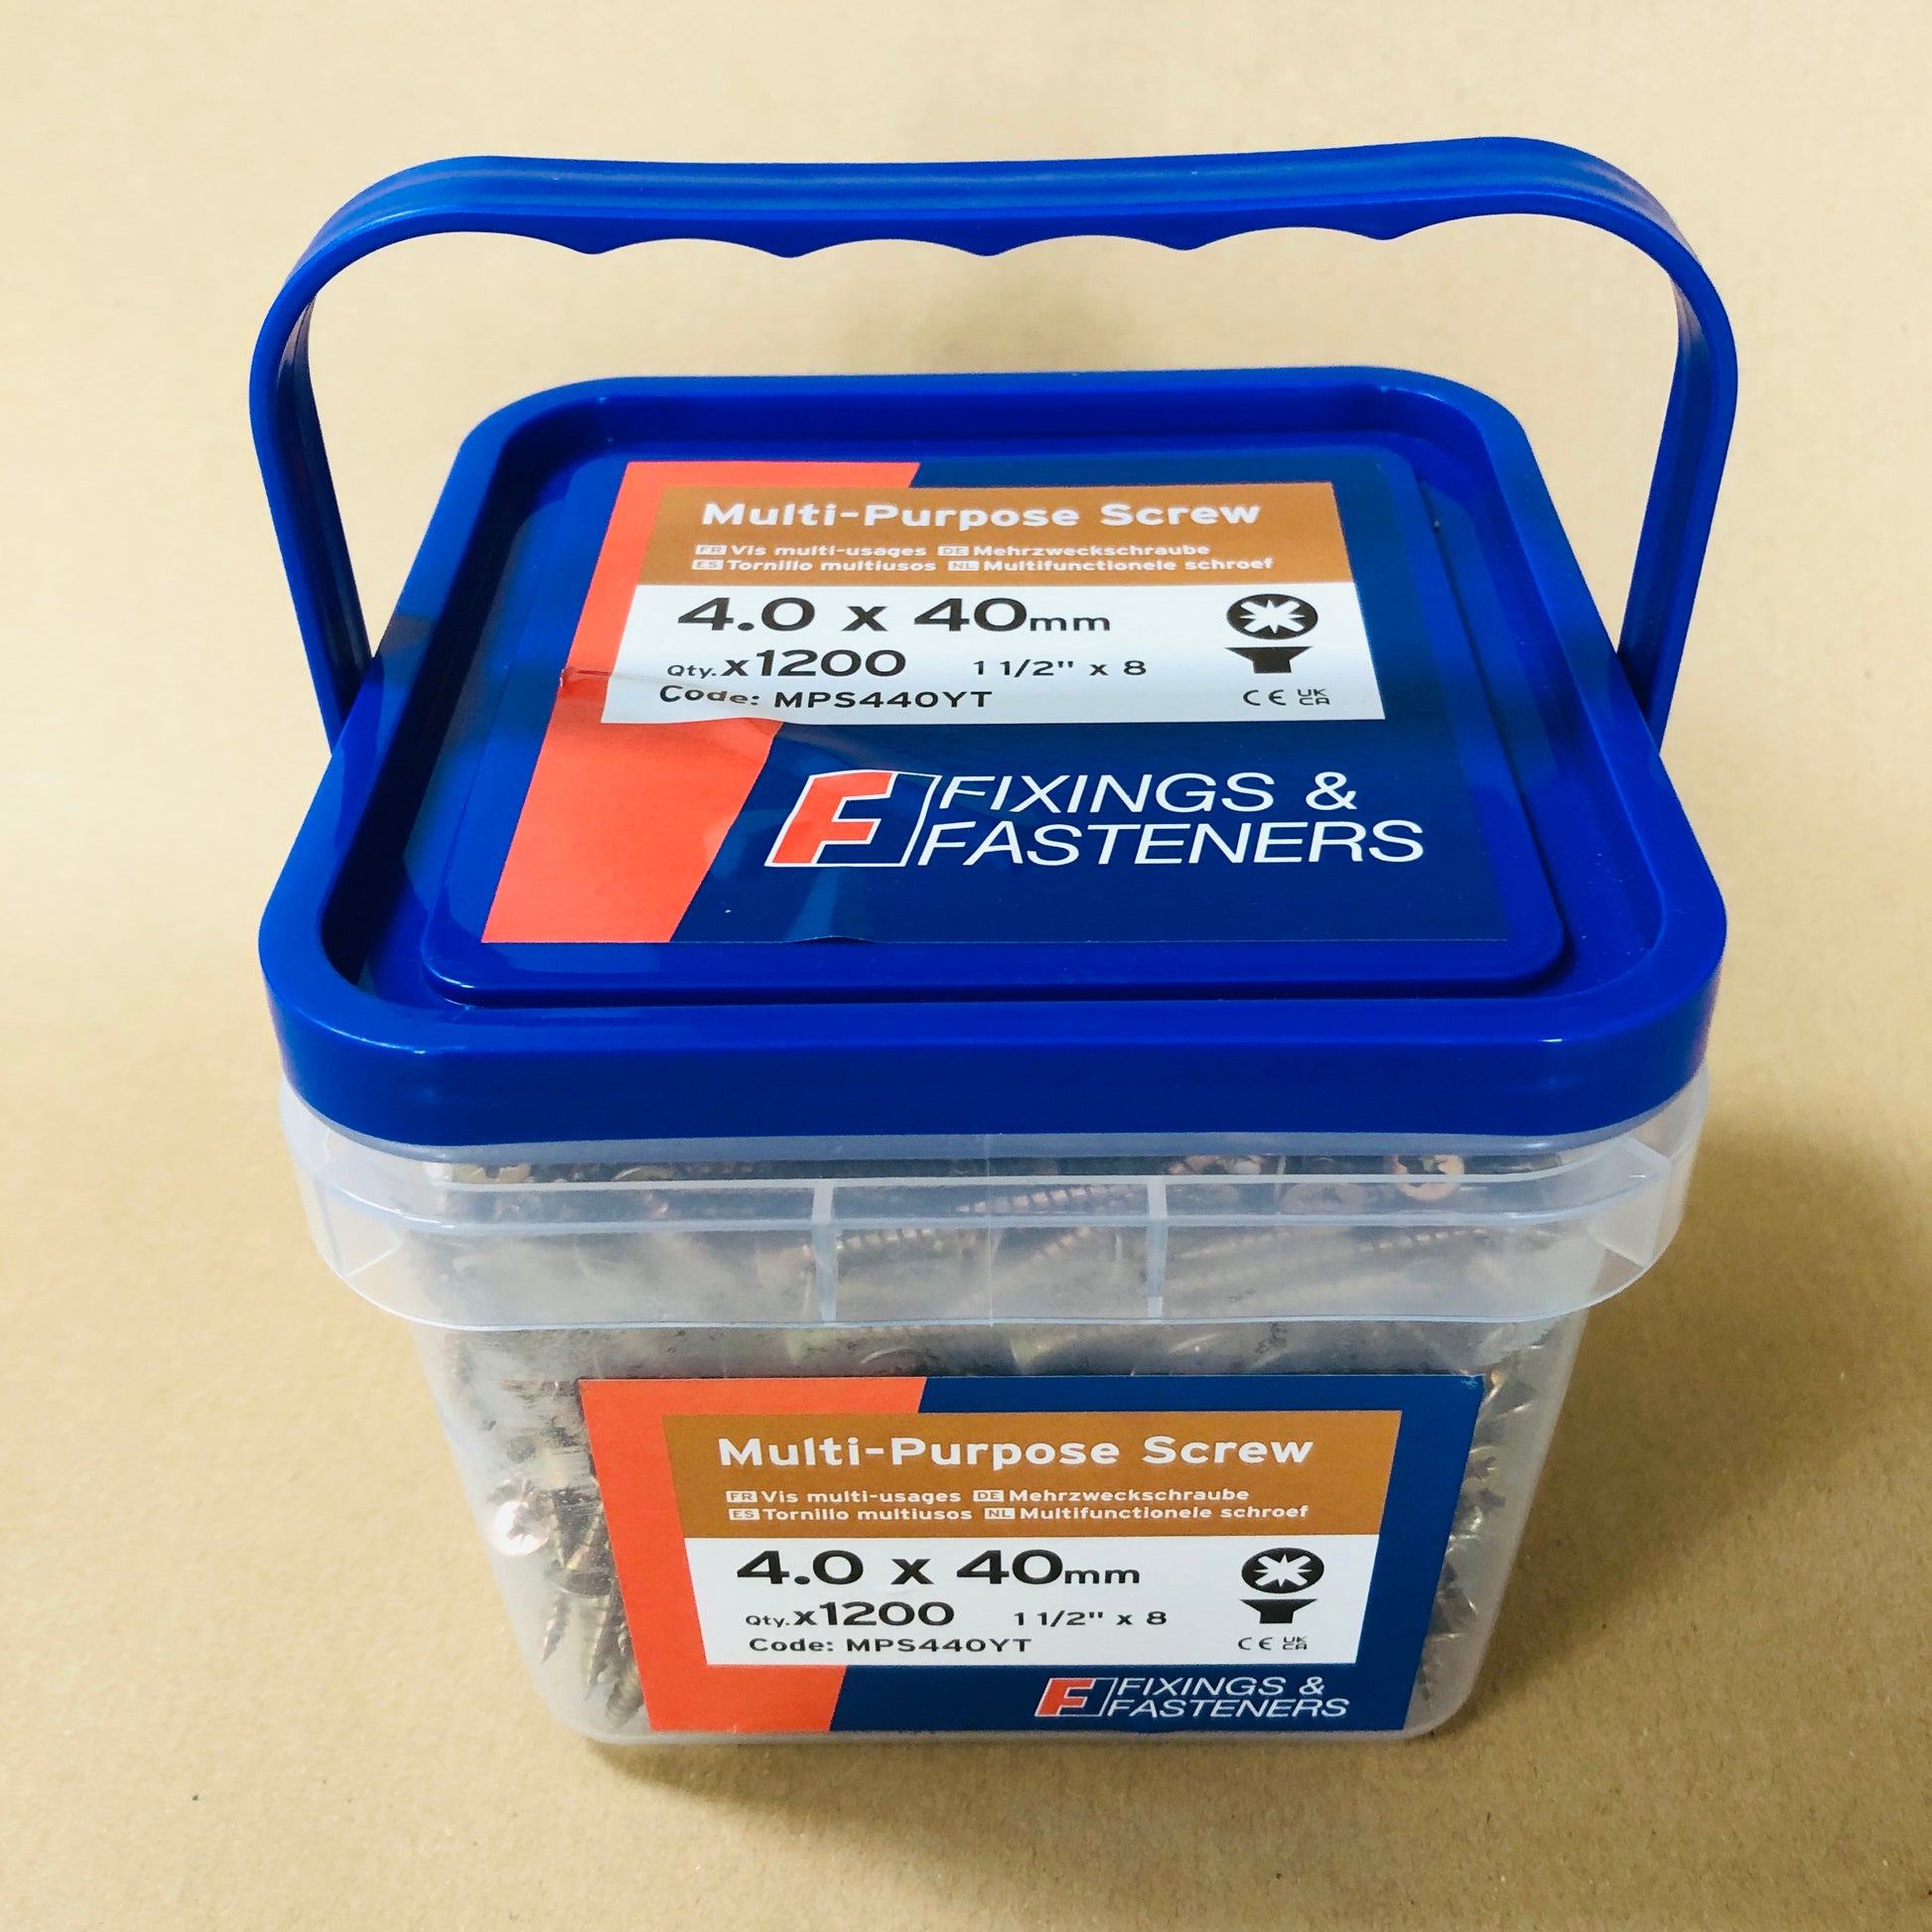 Multi-Purpose Screw
FR Vis multi-usages DE Mehrzweckschraube
ES Tornillo multiusos NL Multifunctionele schroef
4.0 x 40mm
Qty. x1200 1 1/2" x 8
Code: MPS440YT
CE UK CA
F FIXINGS &
FASTENERS
Multi-Purpose Screw
FR Vis multi-usages DE Mehrzweckschraube
ES Tornillo multiusos NL Multifunctionele schroef
4.0 x 40mm
Qty. x1200 1 1/2" x 8
Code: MPS440YT
CE UK CA
F FIXINGS &
FASTENERS